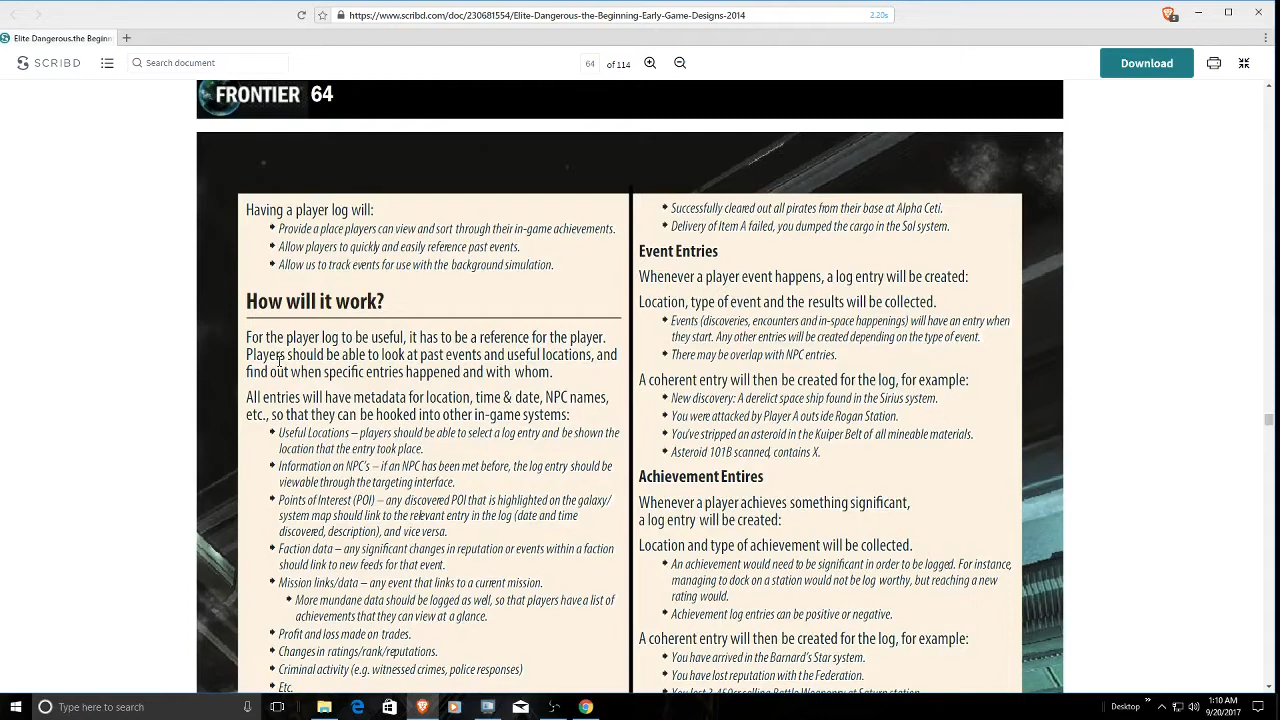 https://www.scribd.com/doc/230681554/Elite-Dangerous-the-Beginning-Early-Game-Designs-2014
2.20s
Elite Dangerous.the Beginn
SCRIBD
Search document
64 of 114
Download
FRONTIER 64
Having a player log will:
Provide a place players can view and sort through their in-game achievements.
Allow players to quickly and easily reference past events.
Allow us to track events for use with the background simulation.
How will it work?
For the player log to be useful, it has to be a reference for the player.
Players should be able to look at past events and useful locations, and
find out when specific entries happened and with whom.
All entries will have metadata for location, time & date, NPC names,
etc., so that they can be hooked into other in-game systems:
Useful Locations – players should be able to select a log entry and be shown the
location that the entry took place.
Information on NPC's – if an NPC has been met before, the log entry should be
viewable through the targeting interface.
Points of Interest (POI) – any discovered POI that is highlighted on the galaxy/
system map should link to the relevant entry in the log (date and time
discovered, description), and vice versa.
Faction data – any significant changes in reputation or events within a faction
should link to new feeds for that event.
Mission links/data – any event that links to a current mission.
More mundane data should be logged as well, so that players have a list of
achievements that they can view at a glance.
Profit and loss made on trades.
Changes in ratings/rank/reputations.
Criminal activity (e.g. witnessed crimes, police responses)
Etc.
Successfully cleared out all pirates from their base at Alpha Ceti.
Delivery of Item A failed, you dumped the cargo in the Sol system.
Event Entries
Whenever a player event happens, a log entry will be created:
Location, type of event and the results will be collected.
Events (discoveries, encounters and in-space happenings) will have an entry when
they start. Any other entries will be created depending on the type of event.
There may be overlap with NPC entries.
A coherent entry will then be created for the log, for example:
New discovery: A derelict space ship found in the Sirius system.
You were attacked by Player A outside Rogan Station.
You've stripped an asteroid in the Kuiper Belt of all mineable materials.
Asteroid 101B scanned, contains X.
Achievement Entires
Whenever a player achieves something significant,
a log entry will be created:
Location and type of achievement will be collected.
An achievement would need to be significant in order to be logged. For instance,
managing to dock on a station would not be log worthy, but reaching a new
rating would.
Achievement log entries can be positive or negative.
A coherent entry will then be created for the log, for example:
You have arrived in the Barnard's Star system.
You have lost reputation with the Federation.
Type here to search
Desktop
1:10 AM
9/20/2017